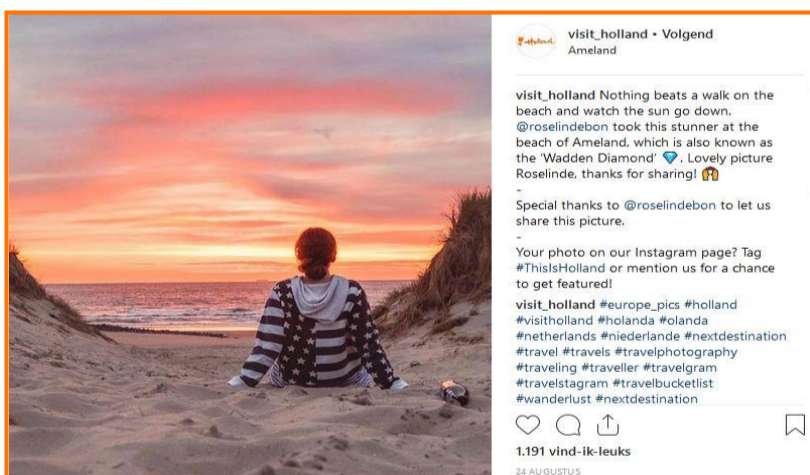 Holland.
visit_holland • Volgend
Ameland
visit_holland Nothing beats a walk on the
beach and watch the sun go down.
@roselindebon took this stunner at the
beach of Ameland, which is also known as
the 'Wadden Diamond' 💎. Lovely picture
Roselinde, thanks for sharing! 🙌
-
Special thanks to @roselindebon to let us
share this picture.
-
Your photo on our Instagram page? Tag
#ThisIsHolland or mention us for a chance
to get featured!
visit_holland #europe_pics #holland
#visitholland #holanda #olanda
#netherlands #niederlande #nextdestination
#travel #travels #travelphotography
#traveling #traveller #travelgram
#travelstagram #travelbucketlist
#wanderlust #nextdestination
1.191 vind-ik-leuks
24 AUGUSTUS